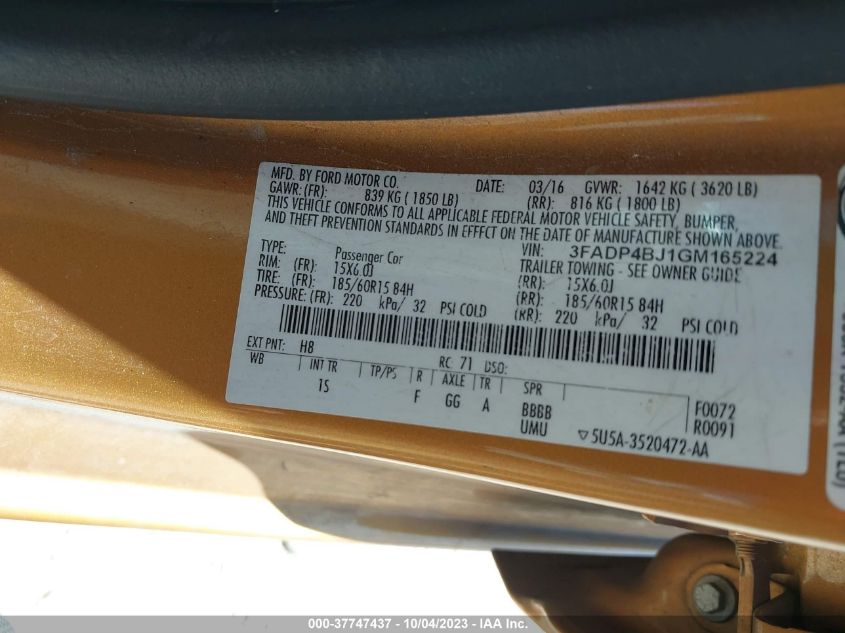 MFD. BY FORD MOTOR CO. DATE: 03/16 GVWR: 1642 KG ( 3620 LB)
GAWR: (FR): 839 KG ( 1850 LB) (RR): 816 KG ( 1800 LB)
THIS VEHICLE CONFORMS TO ALL APPLICABLE FEDERAL MOTOR VEHICLE SAFETY, BUMPER,
AND THEFT PREVENTION STANDARDS IN EFFECT ON THE DATE OF MANUFACTURE SHOWN ABOVE.
VIN: 3FADP4BJ1GM165224
TYPE: Passenger Car TRAILER TOWING - SEE OWNER GUIDE
RIM: (FR): 15X6.0J (RR): 15X6.0J
TIRE: (FR): 185/60R15 84H (RR): 185/60R15 84H
PRESSURE: (FR): 220 kPa/ 32 PSI COLD (RR): 220 kPa/ 32 PSI COLD
EXT PNT: H8 RC: 71 DSO:
WB INT TR TP/PS R AXLE TR SPR
15 F GG A BBBB F0072
UMU R0091
▽5U5A-3520472-AA
000-37747437 - 10/04/2023 - IAA Inc.